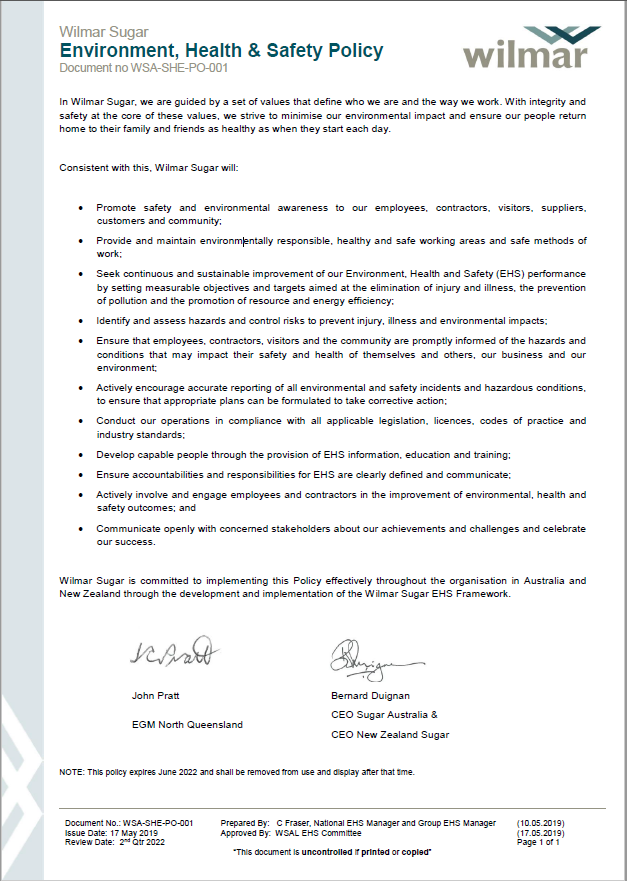 Wilmar Sugar
Environment, Health & Safety Policy
Document no WSA-SHE-PO-001
wilmar
In Wilmar Sugar, we are guided by a set of values that define who we are and the way we work. With integrity and
safety at the core of these values, we strive to minimise our environmental impact and ensure our people return
home to their family and friends as healthy as when they start each day.
Consistent with this, Wilmar Sugar will:
• Promote safety and environmental awareness to our employees, contractors, visitors, suppliers,
customers and community;
• Provide and maintain environmentally responsible, healthy and safe working areas and safe methods of
work;
• Seek continuous and sustainable improvement of our Environment, Health and Safety (EHS) performance
by setting measurable objectives and targets aimed at the elimination of injury and illness, the prevention
of pollution and the promotion of resource and energy efficiency;
• Identify and assess hazards and control risks to prevent injury, illness and environmental impacts;
• Ensure that employees, contractors, visitors and the community are promptly informed of the hazards and
conditions that may impact their safety and health of themselves and others, our business and our
environment;
• Actively encourage accurate reporting of all environmental and safety incidents and hazardous conditions,
to ensure that appropriate plans can be formulated to take corrective action;
• Conduct our operations in compliance with all applicable legislation, licences, codes of practice and
industry standards;
• Develop capable people through the provision of EHS information, education and training;
• Ensure accountabilities and responsibilities for EHS are clearly defined and communicate;
• Actively involve and engage employees and contractors in the improvement of environmental, health and
safety outcomes; and
• Communicate openly with concerned stakeholders about our achievements and challenges and celebrate
our success.
Wilmar Sugar is committed to implementing this Policy effectively throughout the organisation in Australia and
New Zealand through the development and implementation of the Wilmar Sugar EHS Framework.
John Pratt
EGM North Queensland
Bernard Duignan
CEO Sugar Australia &
CEO New Zealand Sugar
NOTE: This policy expires June 2022 and shall be removed from use and display after that time.
Document No.: WSA-SHE-PO-001 Prepared By: C Fraser, National EHS Manager and Group EHS Manager (10.05.2019)
Issue Date: 17 May 2019 Approved By: WSAL EHS Committee (17.05.2019)
Review Date: 2nd Qtr 2022 Page 1 of 1
"This document is uncontrolled if printed or copied"